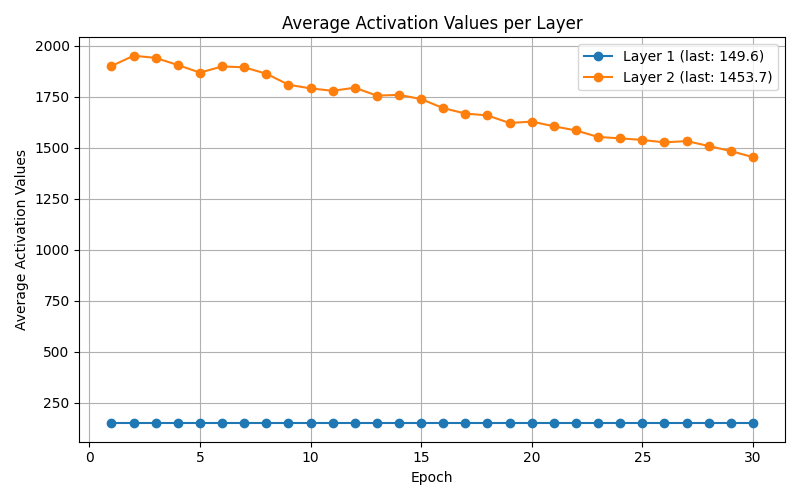 Average Activation Values per Layer
Layer 1 (last: 149.6)
Layer 2 (last: 1453.7)
Average Activation Values
2000
1750
1500
1250
1000
750
500
250
0 5 10 15 20 25 30
Epoch